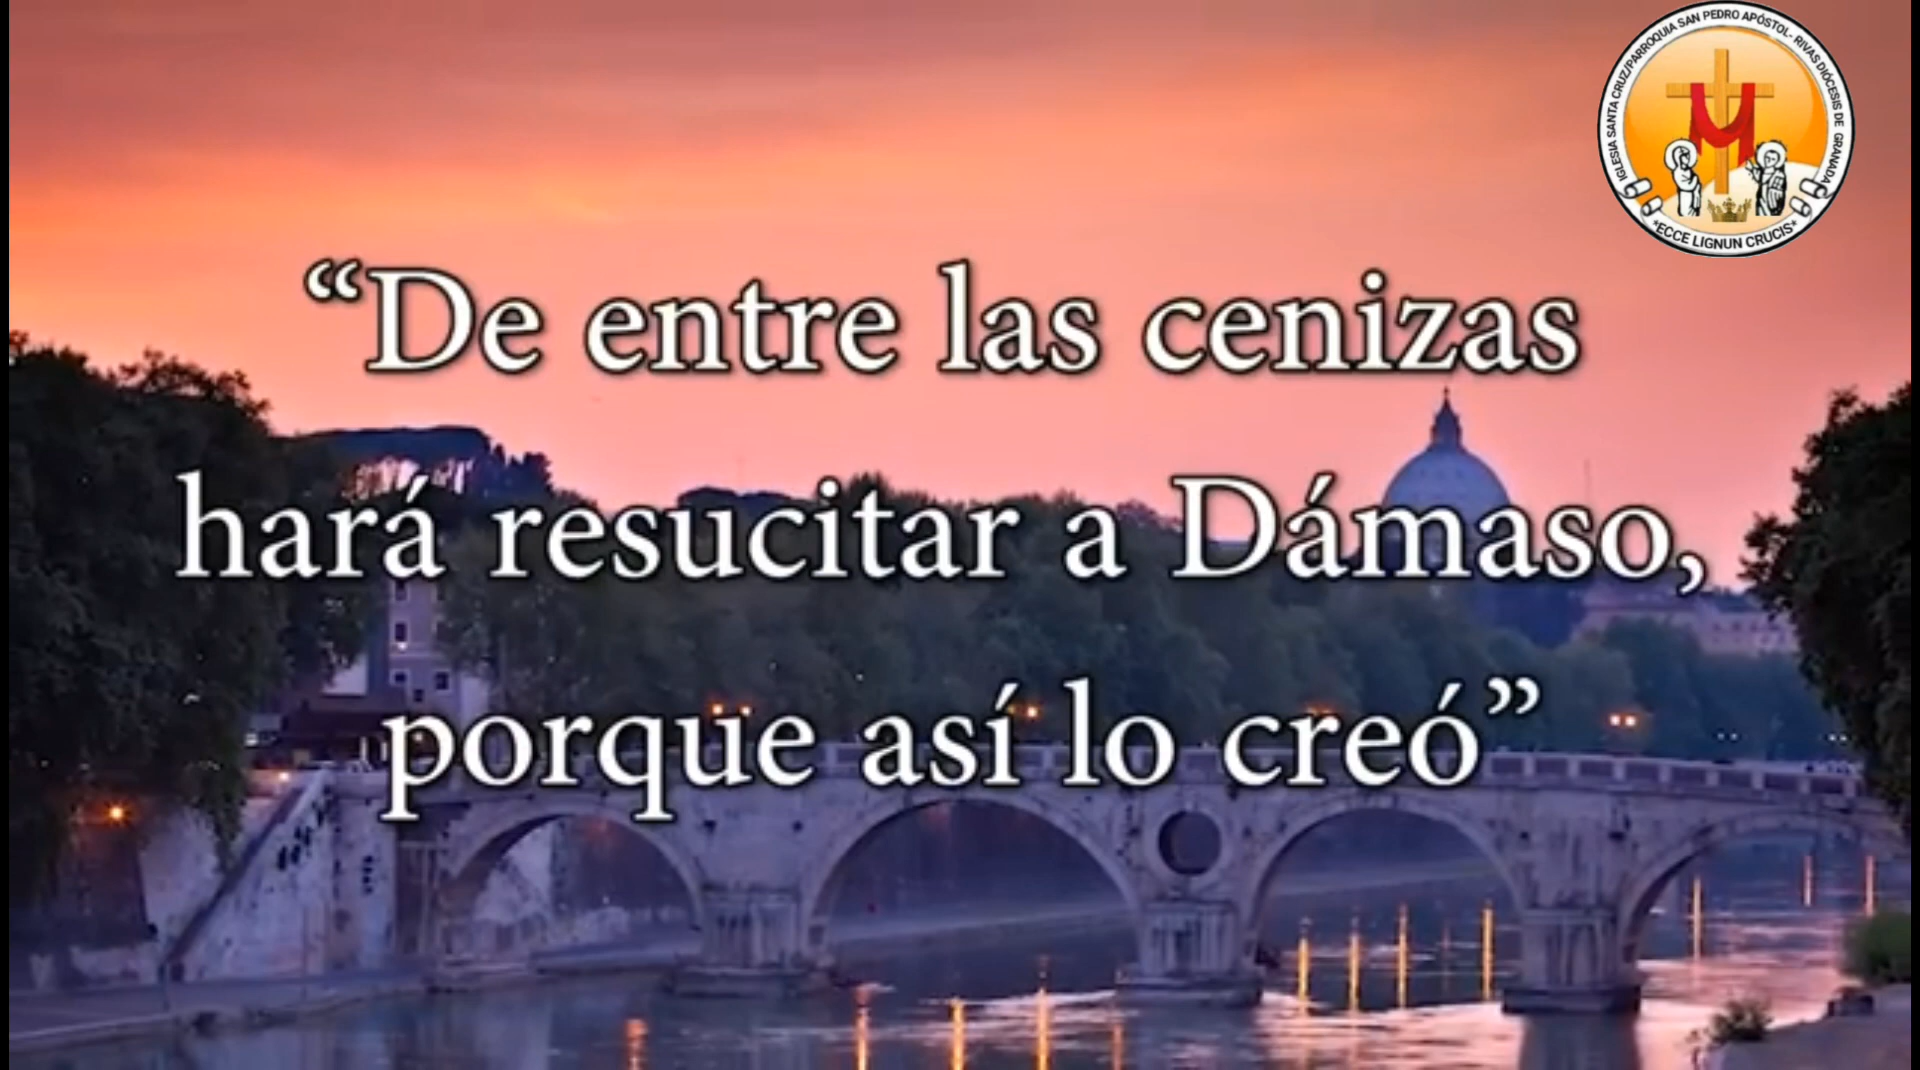 IGLESIA SANTA CRUZ/PARROQUIA SAN PEDRO APÓSTOL- RIVAS DIÓCESIS DE GRANADA
*ECCE LIGNUN CRUCIS*
“De entre las cenizas
hará resucitar a Dámaso,
porque así lo creó”